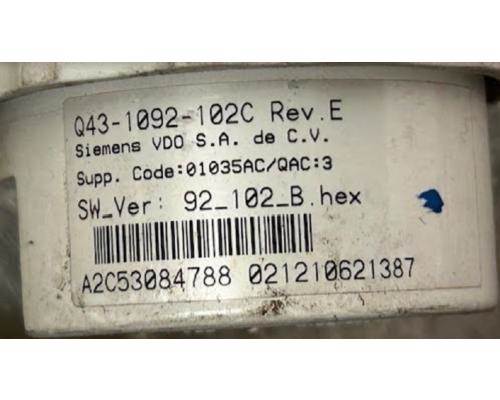 Q43-1092-102C Rev.E
Siemens VDO S.A. de C.V.
Supp. Code:01035AC/QAC:3
SW_Ver: 92_102_B.hex
A2C53084788 021210621387